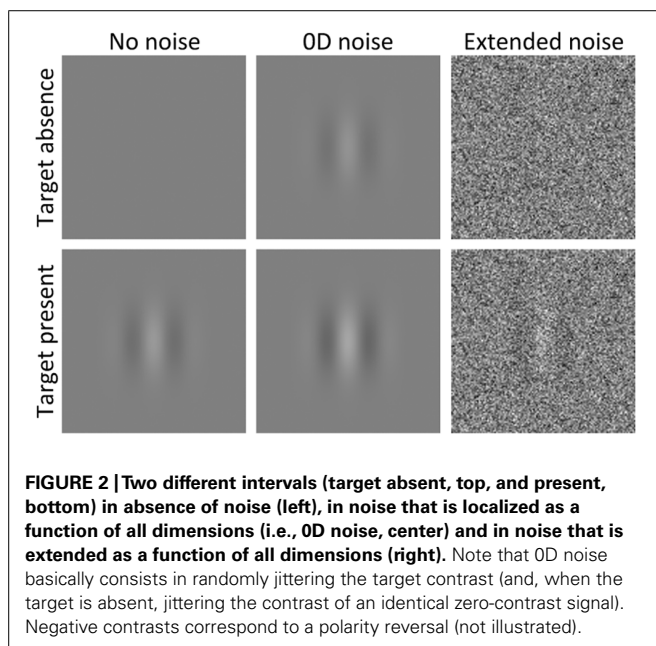 No noise 0D noise Extended noise
Target absence
Target present
FIGURE 2 | Two different intervals (target absent, top, and present,
bottom) in absence of noise (left), in noise that is localized as a
function of all dimensions (i.e., 0D noise, center) and in noise that is
extended as a function of all dimensions (right). Note that 0D noise
basically consists in randomly jittering the target contrast (and, when the
target is absent, jittering the contrast of an identical zero-contrast signal).
Negative contrasts correspond to a polarity reversal (not illustrated).